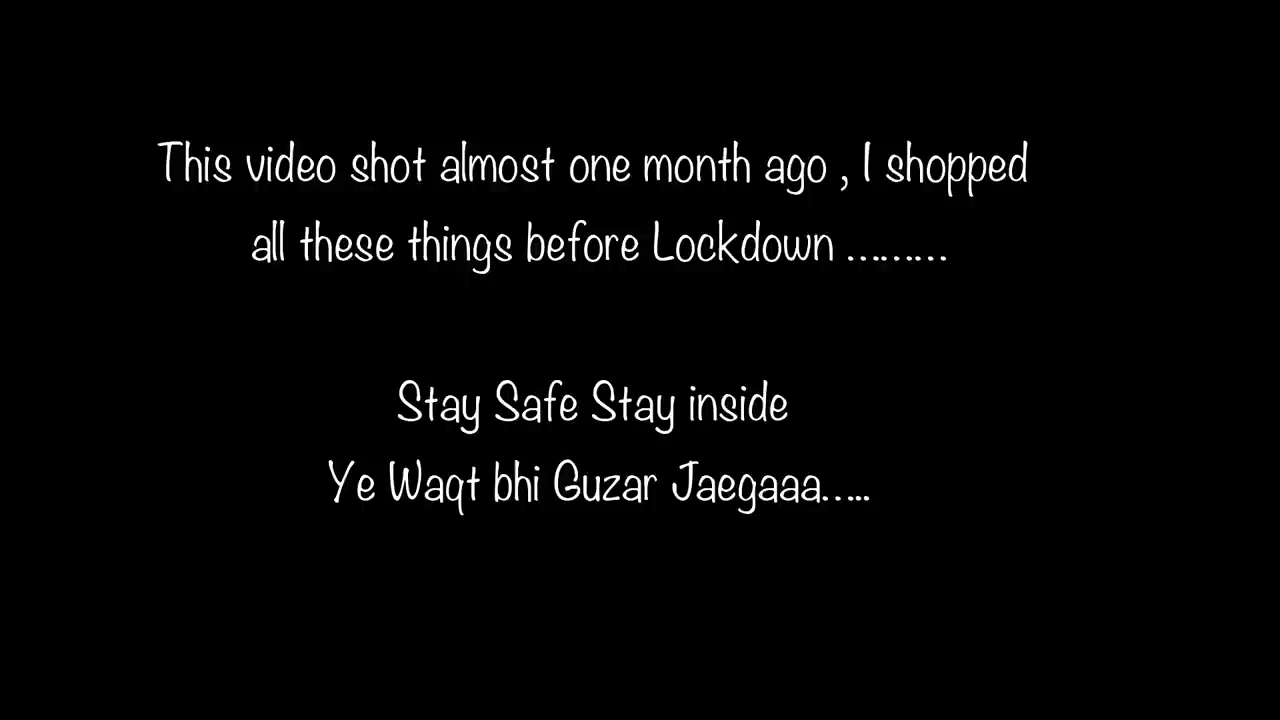 This video shot almost one month ago , I shopped
all these things before Lockdown .........
Stay Safe Stay inside
Ye Waqt bhi Guzar Jaegaaa.....